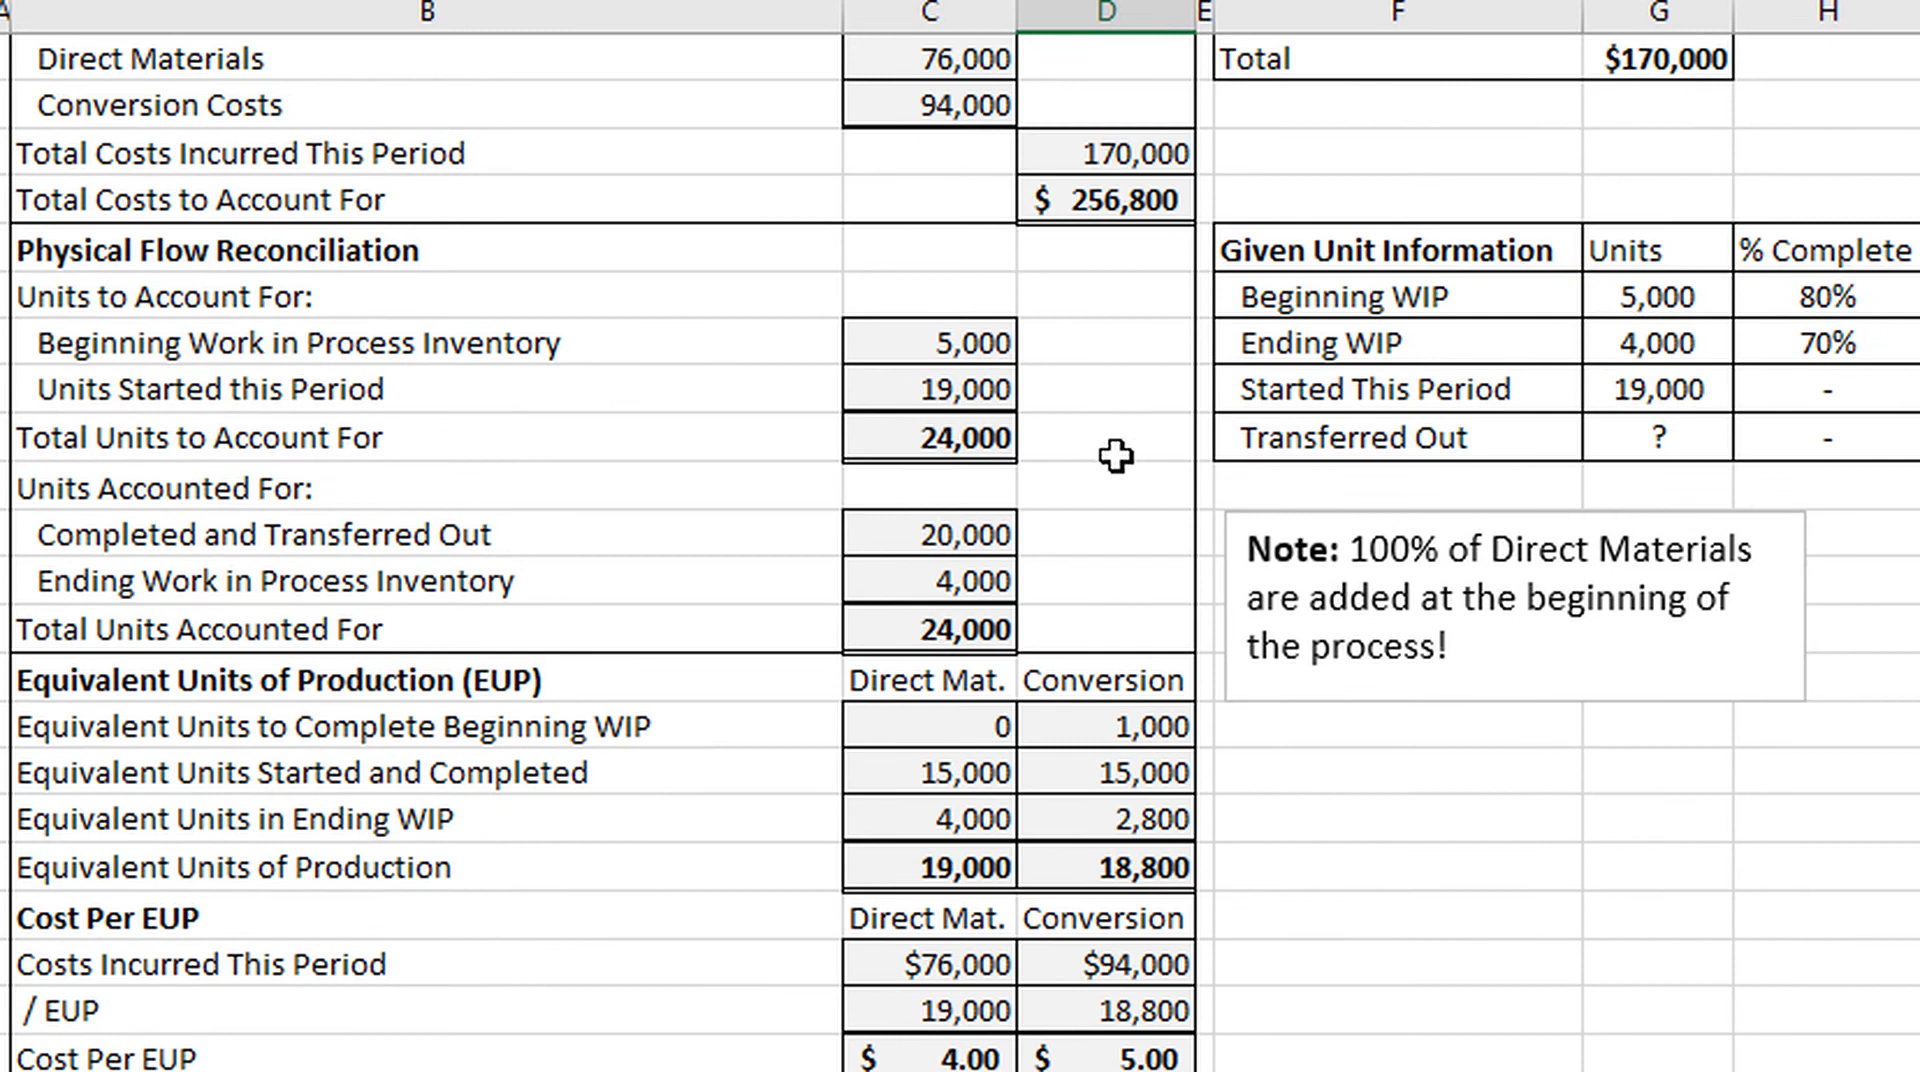 A B C D E F G H
Direct Materials 76,000 Total $170,000
Conversion Costs 94,000
Total Costs Incurred This Period 170,000
Total Costs to Account For $ 256,800
Physical Flow Reconciliation Given Unit Information Units % Complete
Units to Account For: Beginning WIP 5,000 80%
Beginning Work in Process Inventory 5,000 Ending WIP 4,000 70%
Units Started this Period 19,000 Started This Period 19,000 -
Total Units to Account For 24,000 Transferred Out ? -
Units Accounted For:
Completed and Transferred Out 20,000
Ending Work in Process Inventory 4,000
Total Units Accounted For 24,000
Note: 100% of Direct Materials
are added at the beginning of
the process!
Equivalent Units of Production (EUP) Direct Mat. Conversion
Equivalent Units to Complete Beginning WIP 0 1,000
Equivalent Units Started and Completed 15,000 15,000
Equivalent Units in Ending WIP 4,000 2,800
Equivalent Units of Production 19,000 18,800
Cost Per EUP Direct Mat. Conversion
Costs Incurred This Period $76,000 $94,000
/ EUP 19,000 18,800
Cost Per EUP $ 4.00 $ 5.00